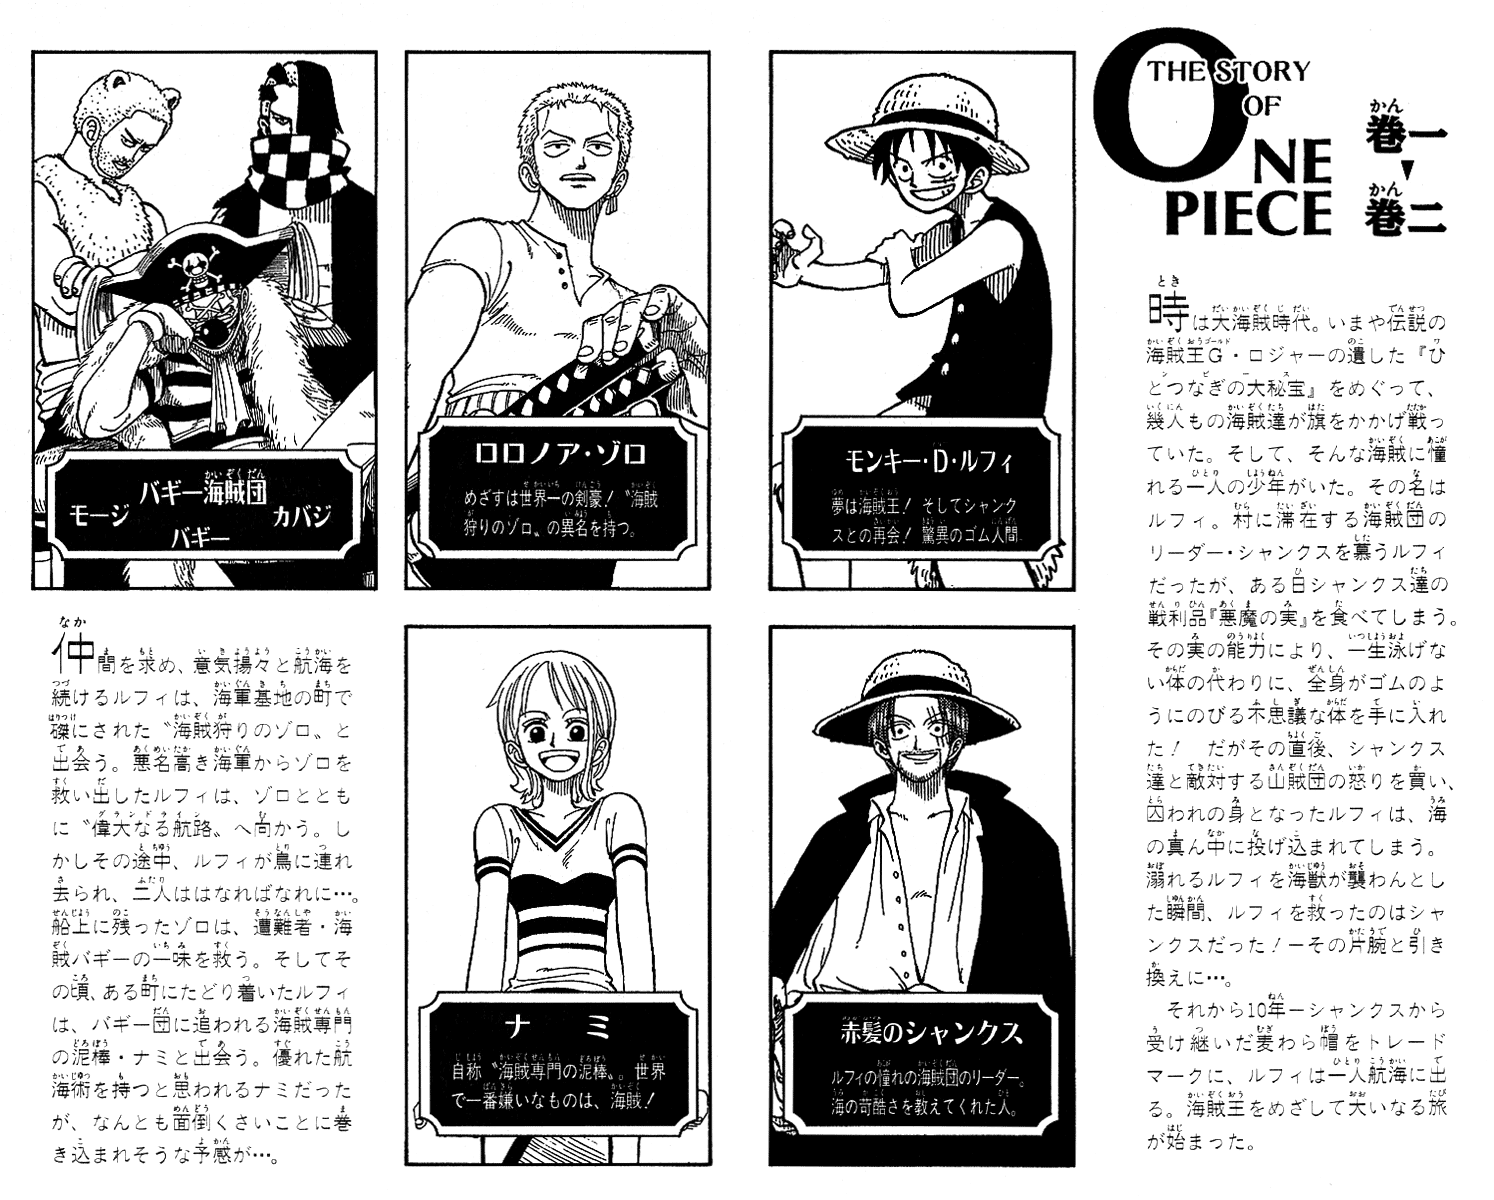 THE STORY
OF
ONE
PIECE
巻一
巻二
時は大海賊時代。いまや伝説の
海賊王G・ロジャーの遺した『ひ
とつなぎの大秘宝』をめぐって、
幾人もの海賊達が旗をかかげ戦っ
ていた。そして、そんな海賊に憧
れる一人の少年がいた。その名は
ルフィ。村に滞在する海賊団の
リーダー・シャンクスを慕うルフィ
だったが、ある日シャンクス達の
戦利品『悪魔の実』を食べてしまう。
その実の能力により、一生泳げな
い体の代わりに、全身がゴムのよ
うにのびる不思議な体を手に入れ
た！　だがその直後、シャンクス
達と敵対する山賊団の怒りを買い、
囚われの身となったルフィは、海
の真ん中に投げ込まれてしまう。
溺れるルフィを海獣が襲わんとし
た瞬間、ルフィを救ったのはシャ
ンクスだった！ーその片腕と引き
換えに…。
それから10年ーシャンクスから
受け継いだ麦わら帽をトレード
マークに、ルフィは一人航海に出
る。海賊王をめざして大いなる旅
が始まった。
モンキー・D・ルフィ
夢は海賊王！そしてシャンク
スとの再会！驚異のゴム人間
ロロノア・ゾロ
めざすは世界一の剣豪！〝海賊
狩りのゾロ〟の異名を持つ。
バギー海賊団
モージ
カバジ
バギー
赤髪のシャンクス
ルフィの憧れの海賊団のリーダー。
海の苛酷さを教えてくれた人。
ナミ
自称〝海賊専門の泥棒〟。世界
で一番嫌いなものは、海賊！
仲間を求め、意気揚々と航海を
続けるルフィは、海軍基地の町で
磔にされた〝海賊狩りのゾロ〟と
出会う。悪名高き海軍からゾロを
救い出したルフィは、ゾロととも
に〝偉大なる航路〟へ向かう。し
かしその途中、ルフィが鳥に連れ
去られ、二人ははなればなれに…。
船上に残ったゾロは、遭難者・海
賊バギーの一味を救う。そしてそ
の頃、ある町にたどり着いたルフィ
は、バギー団に追われる海賊専門
の泥棒・ナミと出会う。優れた航
海術を持つと思われるナミだった
が、なんとも面倒くさいことに巻
き込まれそうな予感が…。